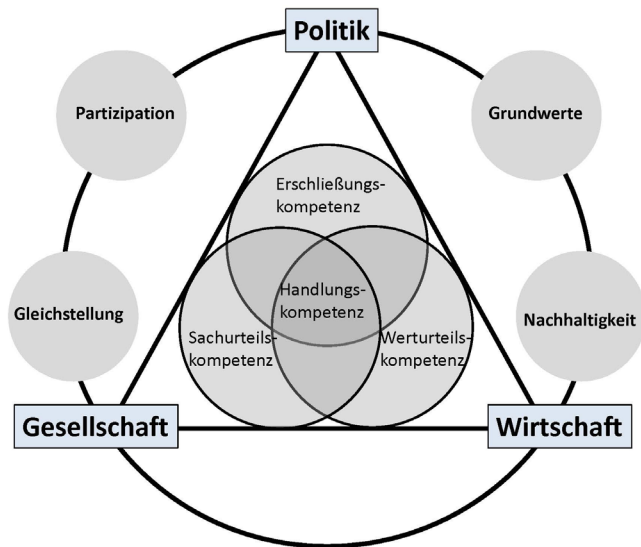 Politik
Partizipation
Grundwerte
Erschließungs-
kompetenz
Handlungs-
kompetenz
Gleichstellung
Nachhaltigkeit
Sachurteils-
kompetenz
Werturteils-
kompetenz
Gesellschaft
Wirtschaft